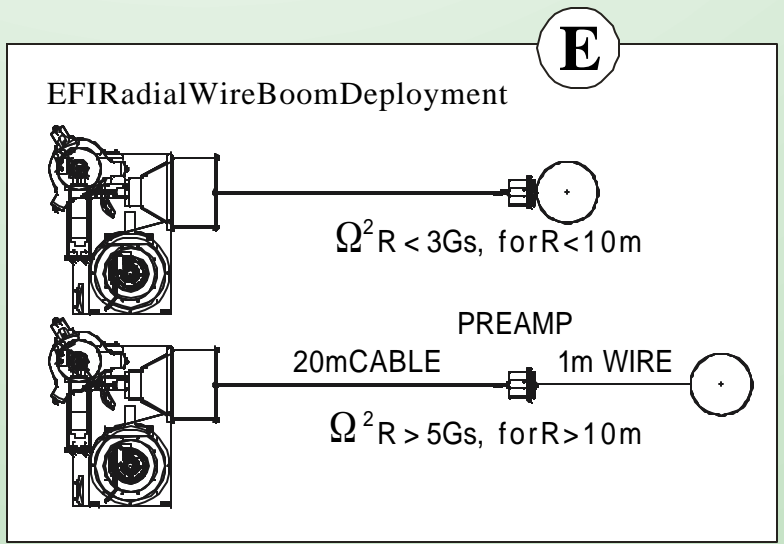 E
EFIRadialWireBoomDeployment
Ω²R < 3Gs, forR<10m
PREAMP
20mCABLE 1m WIRE
Ω²R > 5Gs, forR>10m